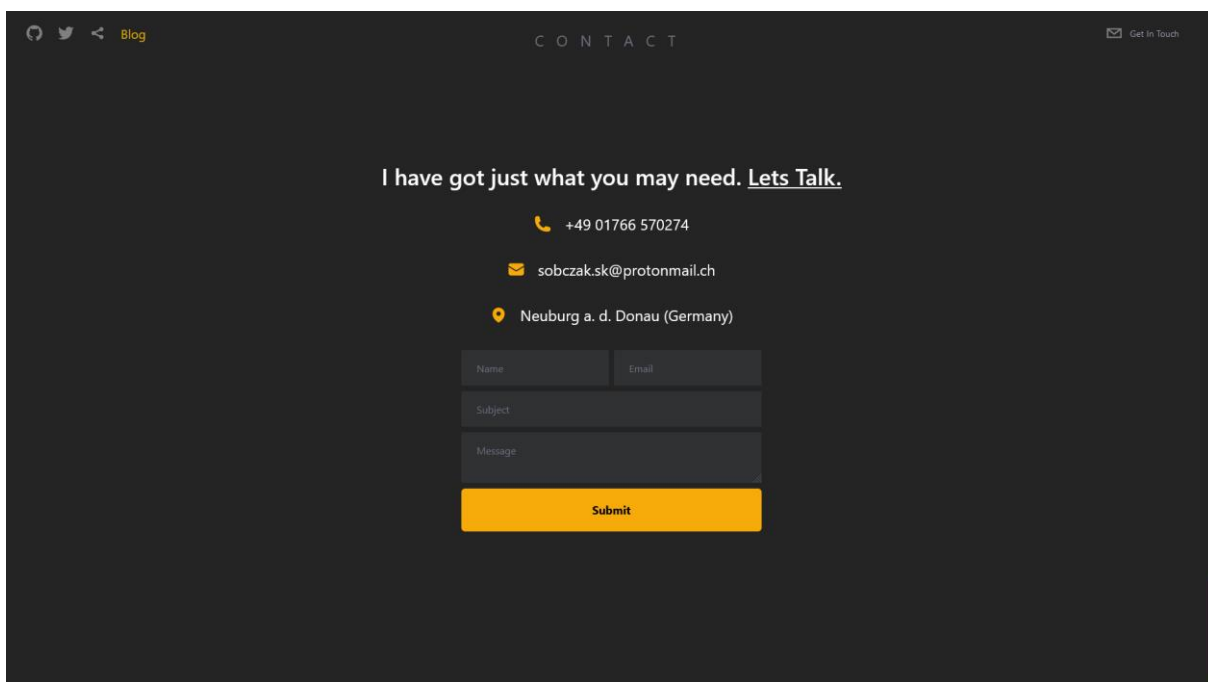 Blog
C O N T A C T
Get In Touch
I have got just what you may need. Lets Talk.
+49 01766 570274
sobczak.sk@protonmail.ch
Neuburg a. d. Donau (Germany)
Name Email
Subject
Message
Submit